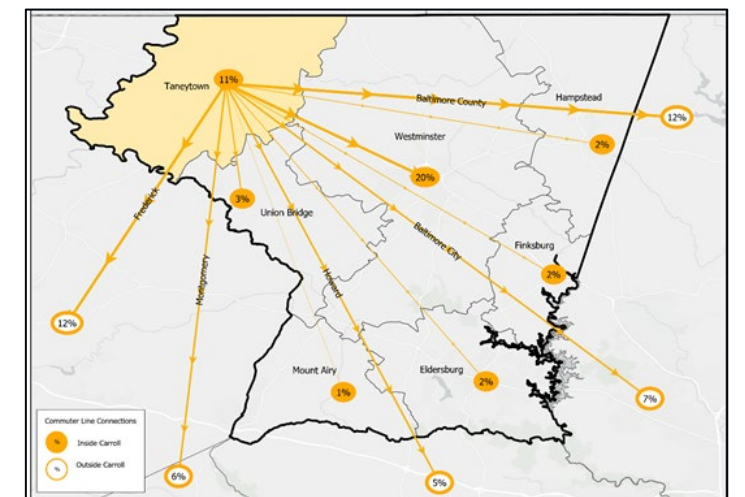 Taneytown
11%
Baltimore County
Hampstead
12%
Westminster
2%
20%
3%
Frederick
Union Bridge
Baltimore City
Finksburg
2%
Montgomery
Howard
12%
Mount Airy
1%
Eldersburg
2%
7%
Commuter Line Connections
% Inside Carroll
% Outside Carroll
6%
5%